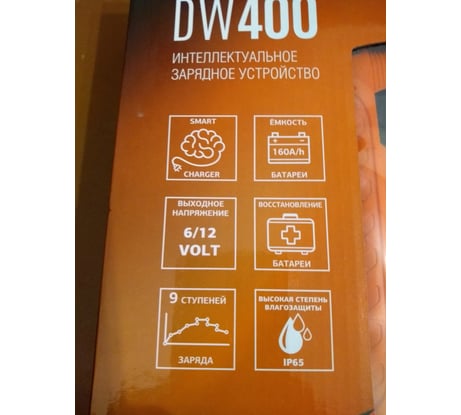 DW400
ИНТЕЛЛЕКТУАЛЬНОЕ
ЗАРЯДНОЕ УСТРОЙСТВО
SMART
CHARGER
ЁМКОСТЬ
160A/h
БАТАРЕИ
ВЫХОДНОЕ
НАПРЯЖЕНИЕ
6/12
VOLT
ВОССТАНОВЛЕНИЕ
БАТАРЕИ
9 СТУПЕНЕЙ
ЗАРЯДА
ВЫСОКАЯ СТЕПЕНЬ
ВЛАГОЗАЩИТЫ
IP65